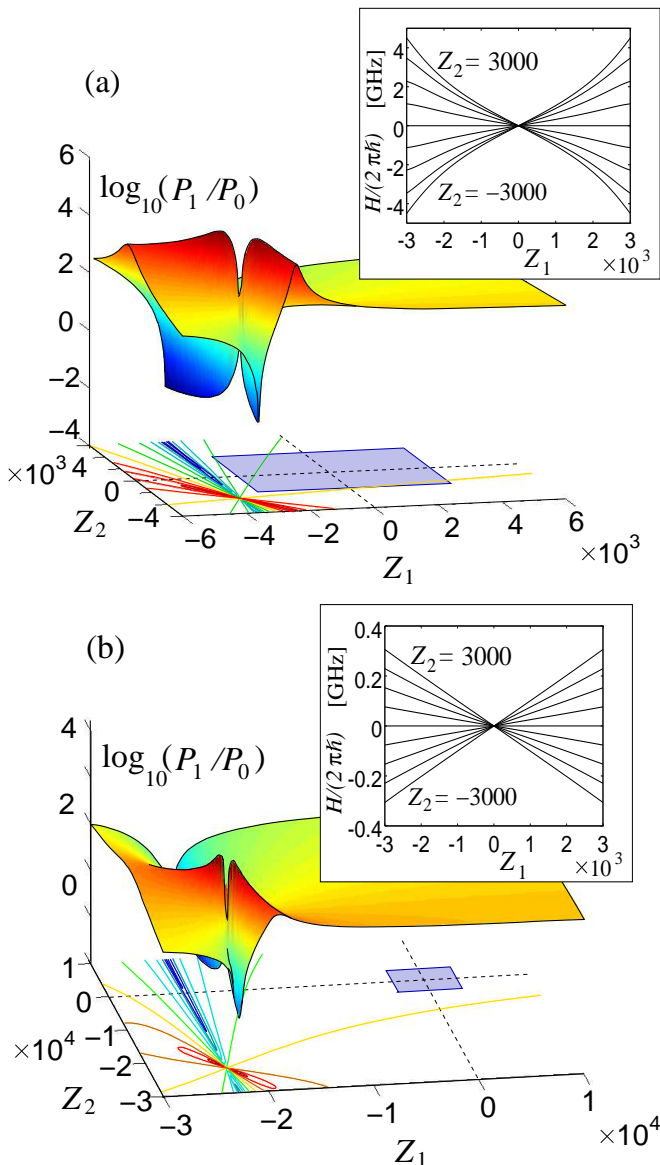 (a)
log10(P1/P0)
6
4
2
0
−2
−4
×10^3
4
0
−4
Z2
−6
−4
−2
0
2
4
6
×10^3
Z1
H/(2πħ) [GHz]
4
2
0
−2
−4
Z2 = 3000
Z2 = −3000
−3 −2 −1 0 1 2 3
Z1 ×10^3
(b)
log10(P1/P0)
4
2
0
1
0
−1
−2
−3
×10^4
Z2
−3
−2
−1
0
1
Z1
×10^4
H/(2πħ) [GHz]
0.4
0.2
0
-0.2
-0.4
Z2 = 3000
Z2 = −3000
-3 -2 -1 0 1 2 3
Z1 ×10^3